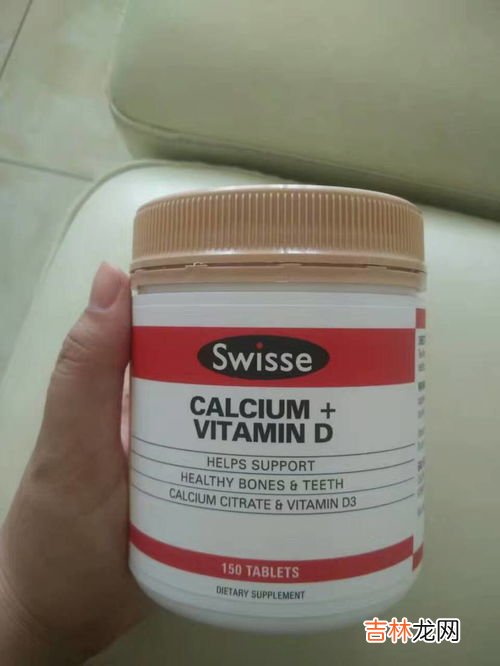 Swisse
CALCIUM +
VITAMIN D
HELPS SUPPORT
HEALTHY BONES & TEETH
CALCIUM CITRATE & VITAMIN D3
150 TABLETS
DIETARY SUPPLEMENT
吉林龙网